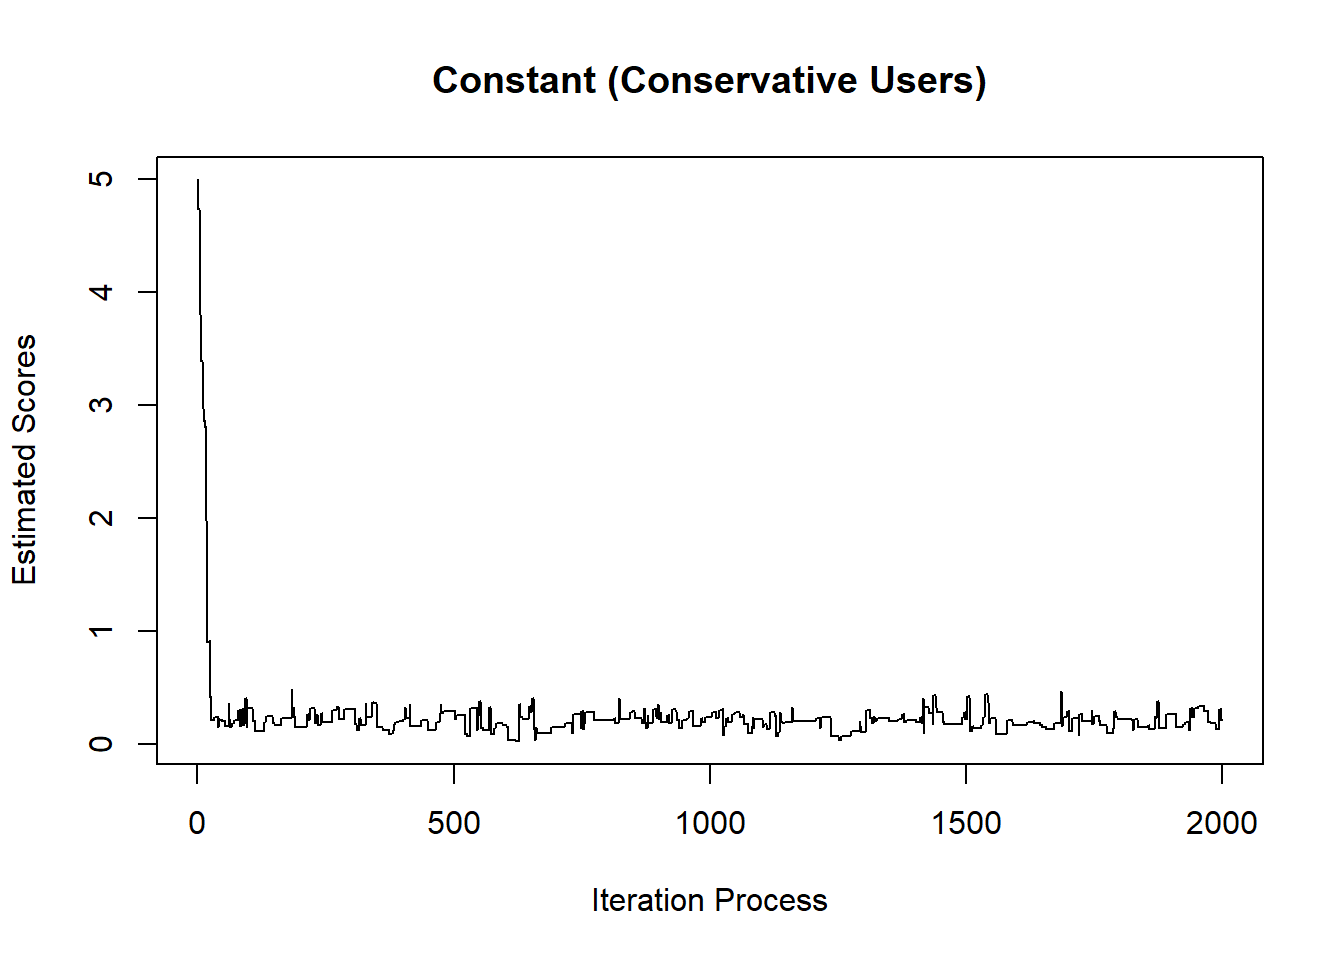 Constant (Conservative Users)
Estimated Scores
5
4
3
2
1
0
0 500 1000 1500 2000
Iteration Process